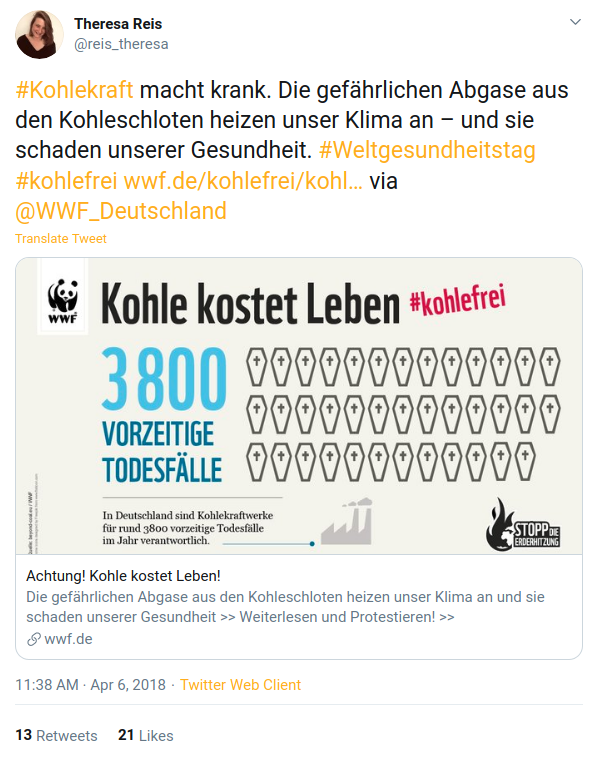 Theresa Reis
@reis_theresa
#Kohlekraft macht krank. Die gefährlichen Abgase aus
den Kohleschloten heizen unser Klima an – und sie
schaden unserer Gesundheit. #Weltgesundheitstag
#kohlefrei wwf.de/kohlefrei/kohl… via
@WWF_Deutschland
Translate Tweet
WWF
Kohle kostet Leben #kohlefrei
3800
VORZEITIGE
TODESFÄLLE
In Deutschland sind Kohlekraftwerke
für rund 3800 vorzeitige Todesfälle
im Jahr verantwortlich.
STOPP DIE
ERDERHITZUNG
Achtung! Kohle kostet Leben!
Die gefährlichen Abgase aus den Kohleschloten heizen unser Klima an und sie
schaden unserer Gesundheit >> Weiterlesen und Protestieren! >>
wwf.de
11:38 AM · Apr 6, 2018 · Twitter Web Client
13 Retweets 21 Likes